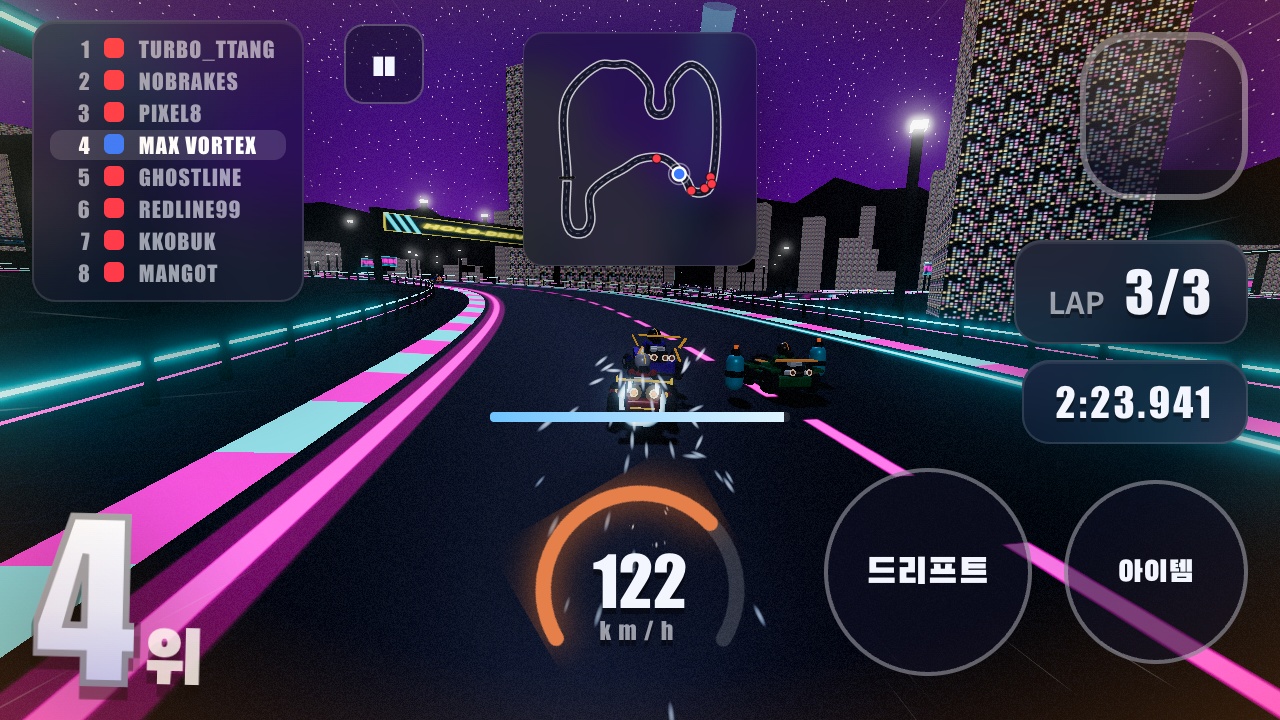 1 TURBO_TTANG
2 NOBRAKES
3 PIXEL8
4 MAX VORTEX
5 GHOSTLINE
6 REDLINE99
7 KKOBUK
8 MANGOT
LAP 3/3
2:23.941
122
km/h
드리프트
아이템
4위